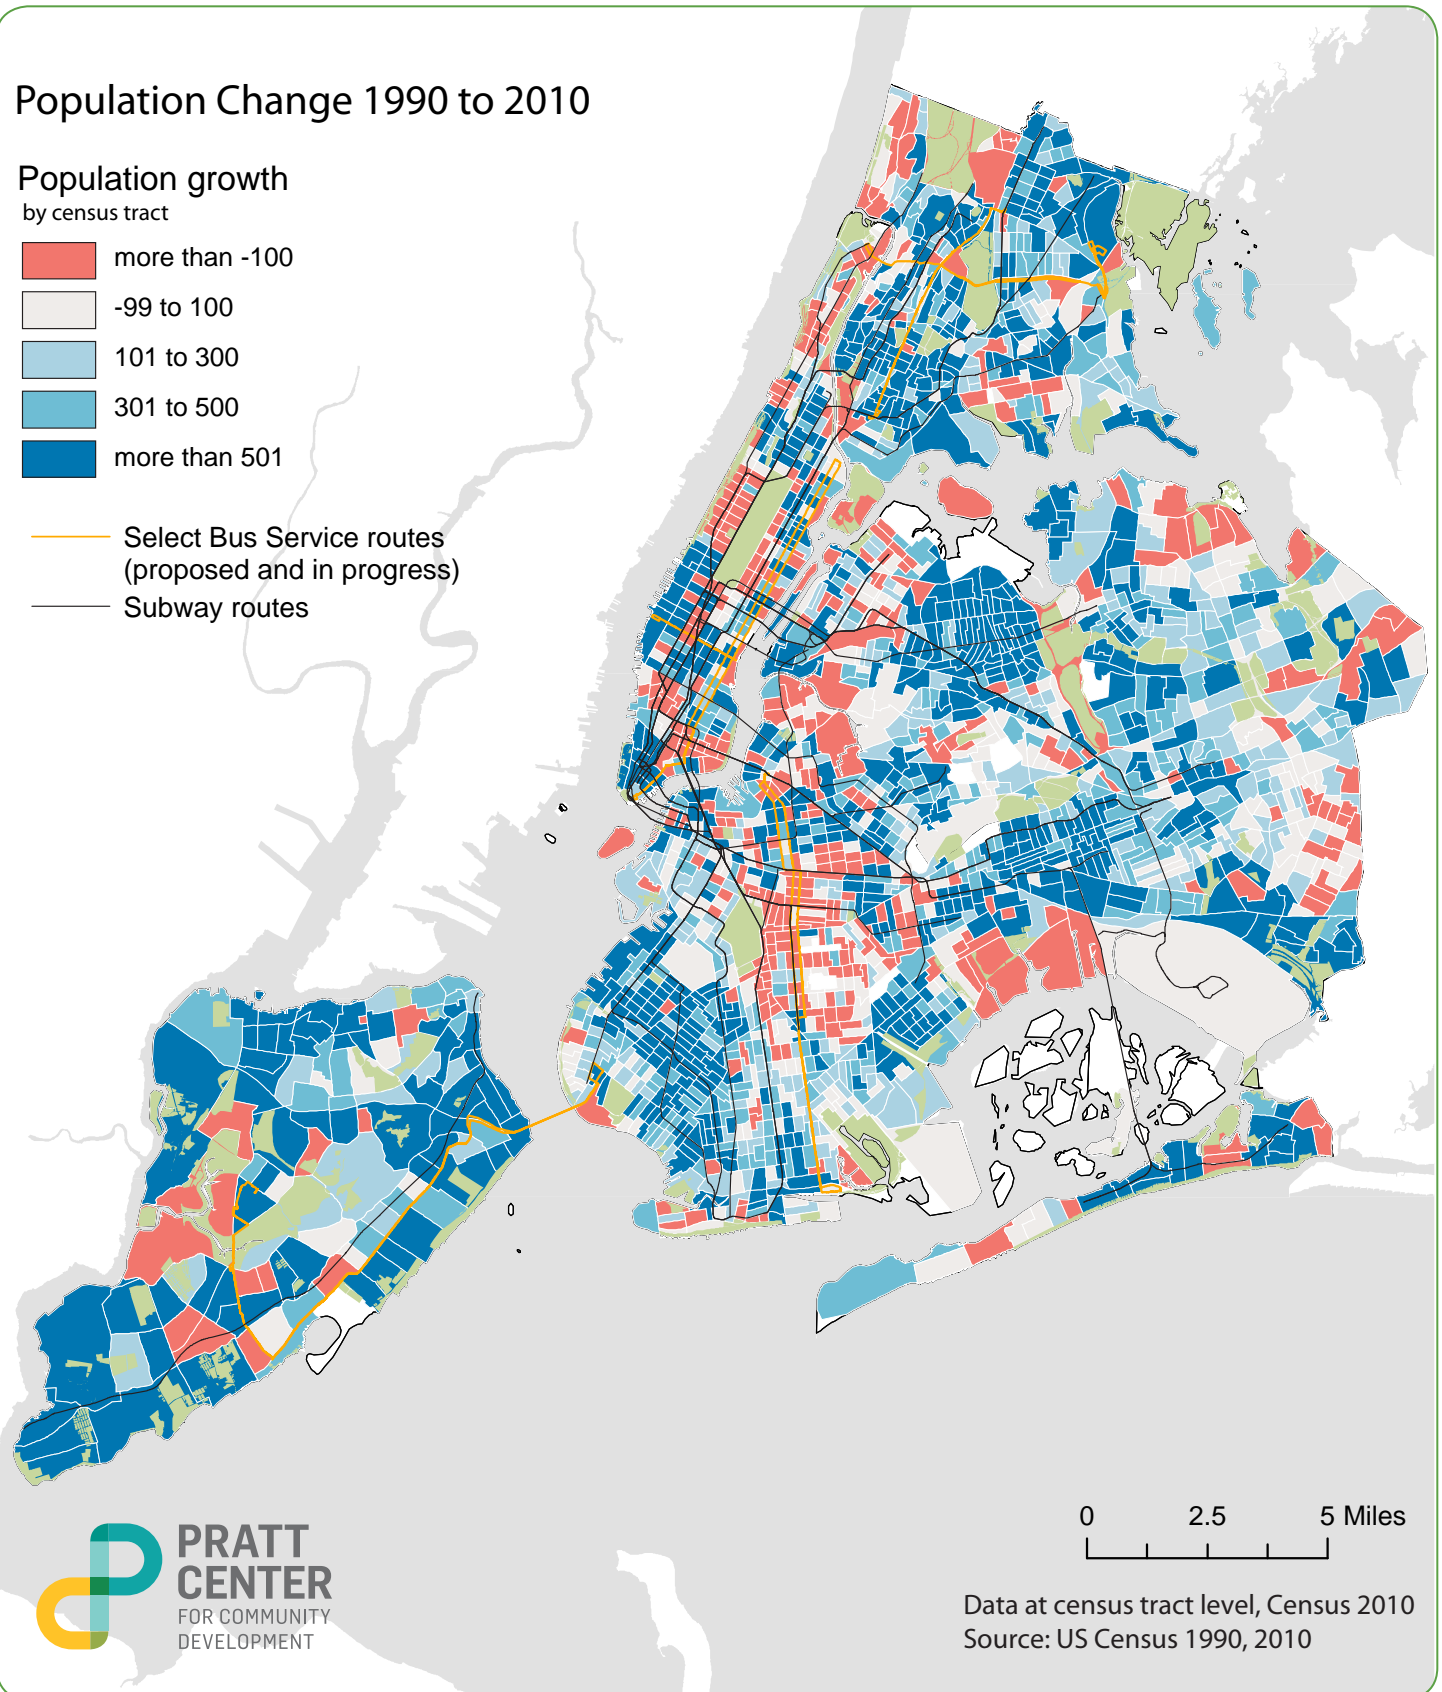 Population Change 1990 to 2010
Population growth
by census tract
more than -100
-99 to 100
101 to 300
301 to 500
more than 501
Select Bus Service routes
(proposed and in progress)
Subway routes
0 2.5 5 Miles
Data at census tract level, Census 2010
Source: US Census 1990, 2010
PRATT
CENTER
FOR COMMUNITY
DEVELOPMENT